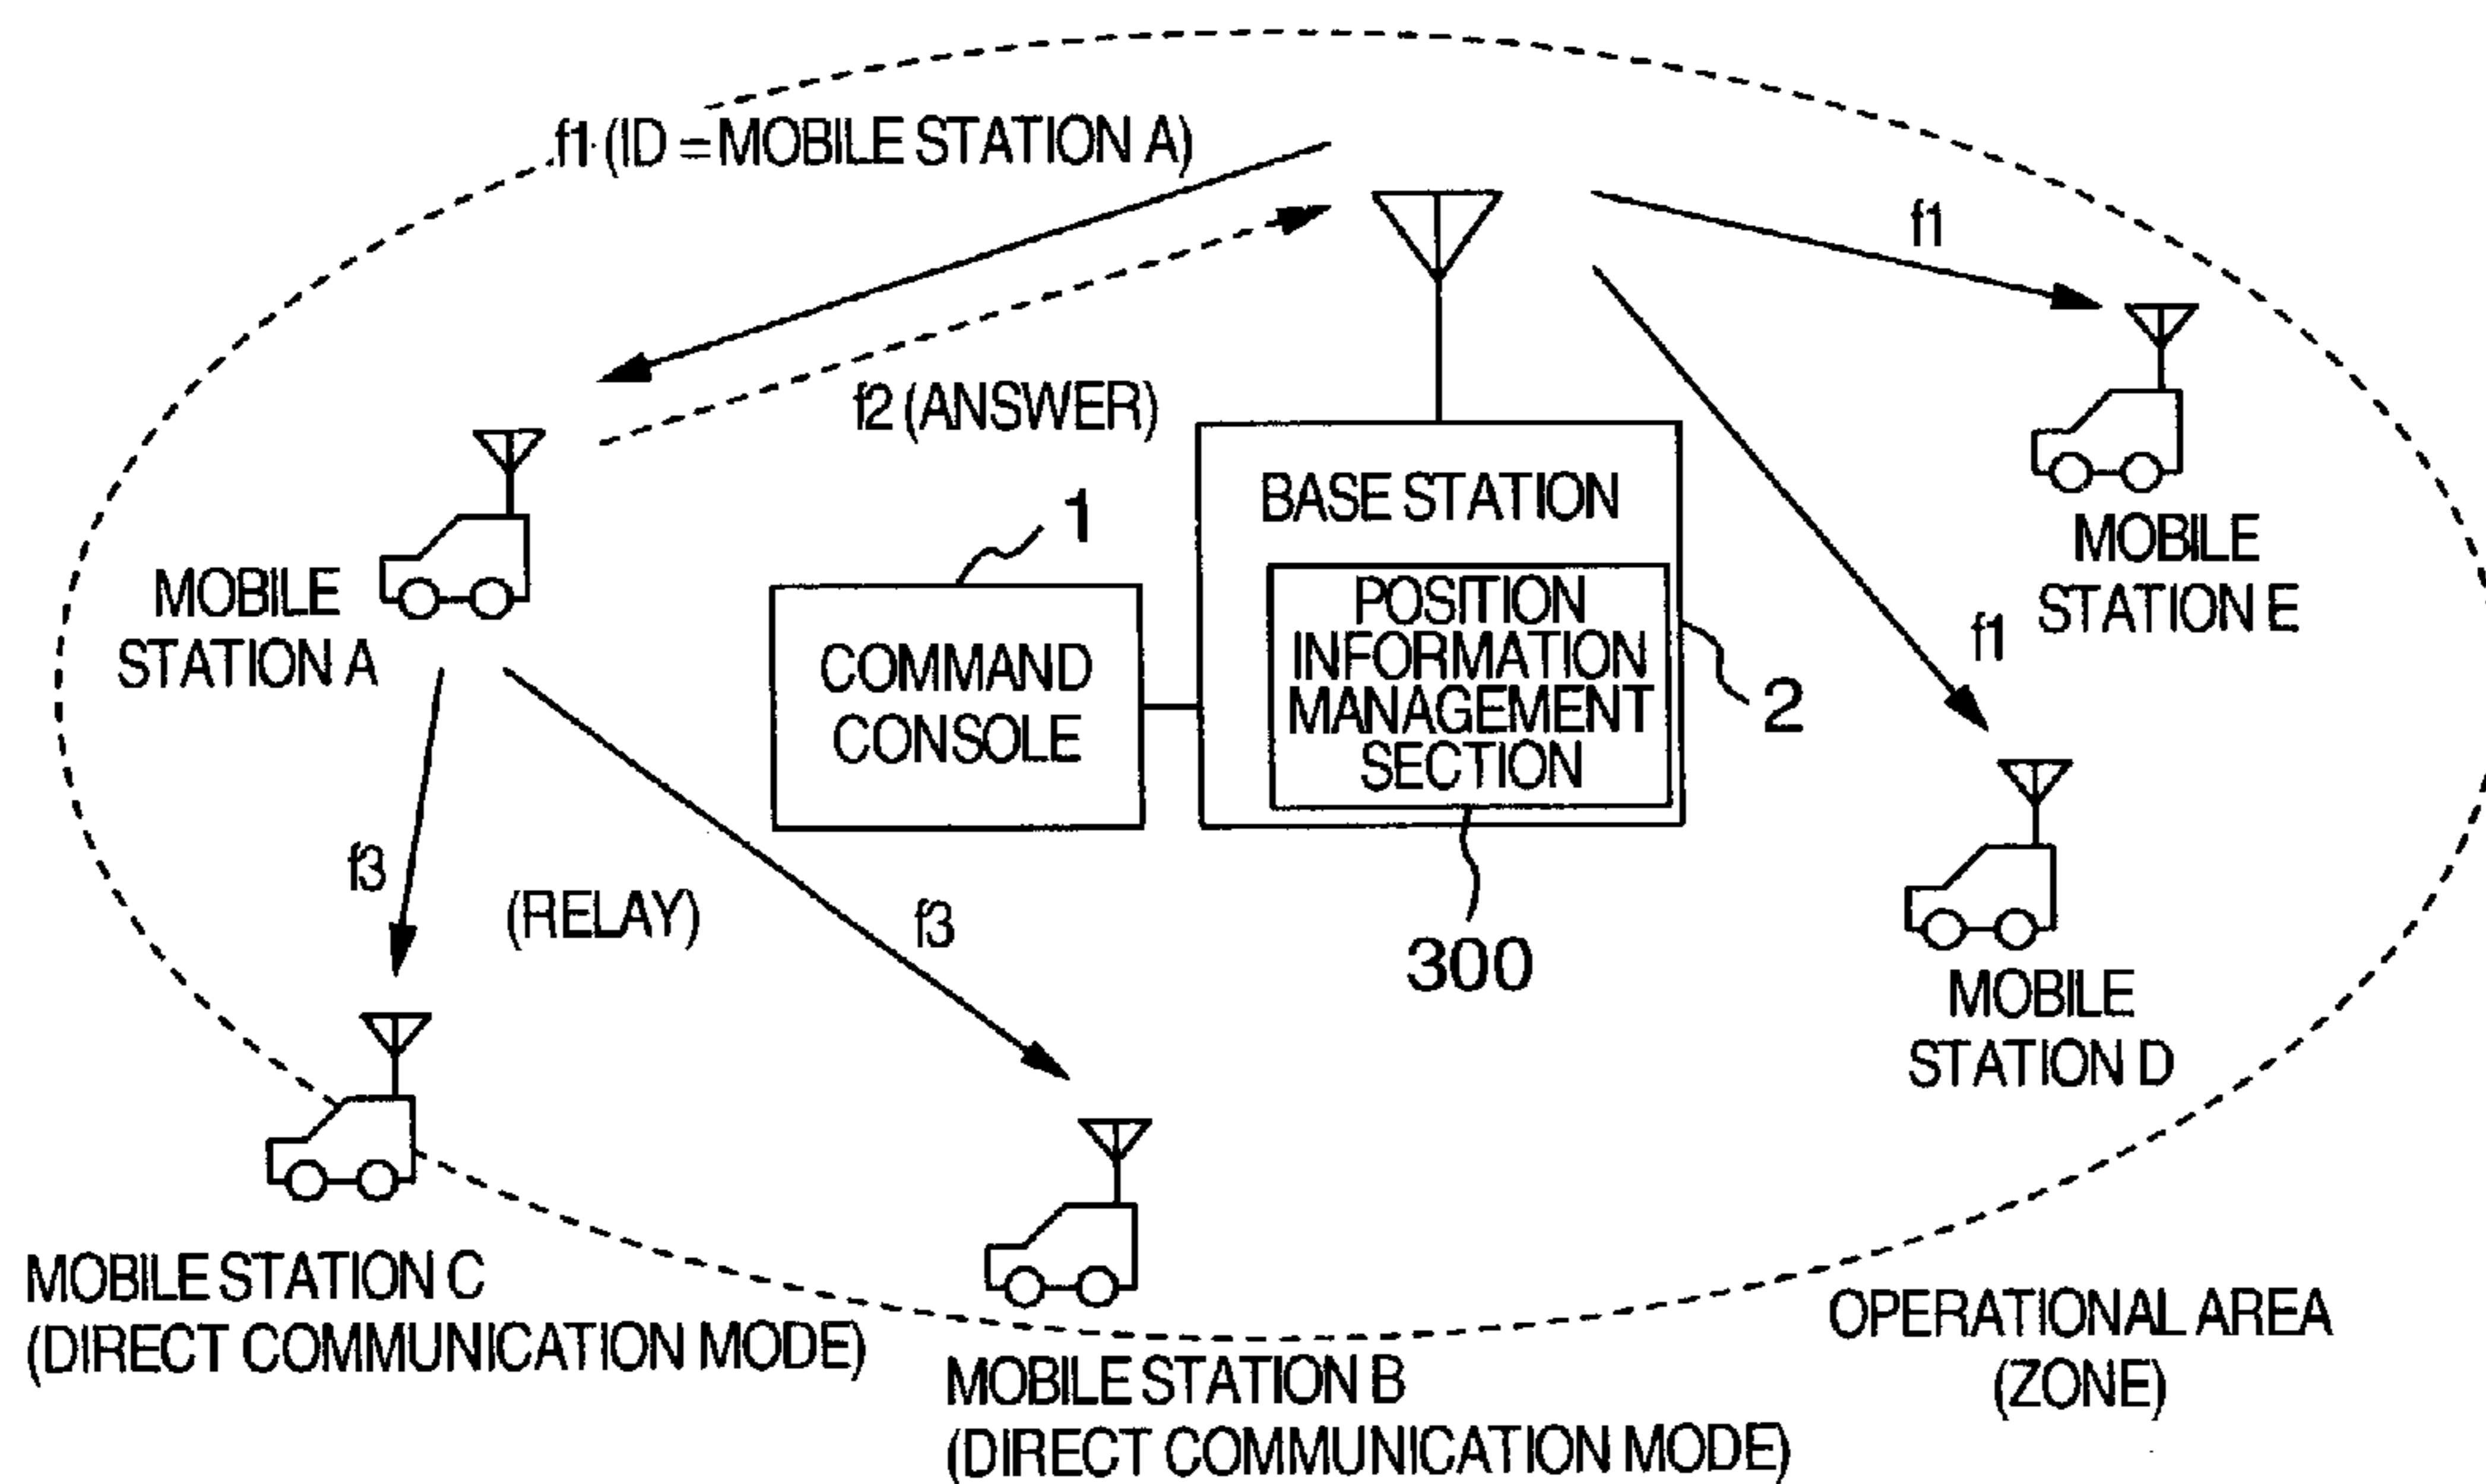 f1 (ID = MOBILE STATION A)
f1
f2 (ANSWER)
1
BASE STATION
MOBILE
STATION E
MOBILE
STATION A
COMMAND
CONSOLE
POSITION
INFORMATION
MANAGEMENT
SECTION
f1
2
f3
(RELAY)
f3
300
MOBILE
STATION D
MOBILE STATION C
(DIRECT COMMUNICATION MODE)
MOBILE STATION B
(DIRECT COMMUNICATION MODE)
OPERATIONAL AREA
(ZONE)